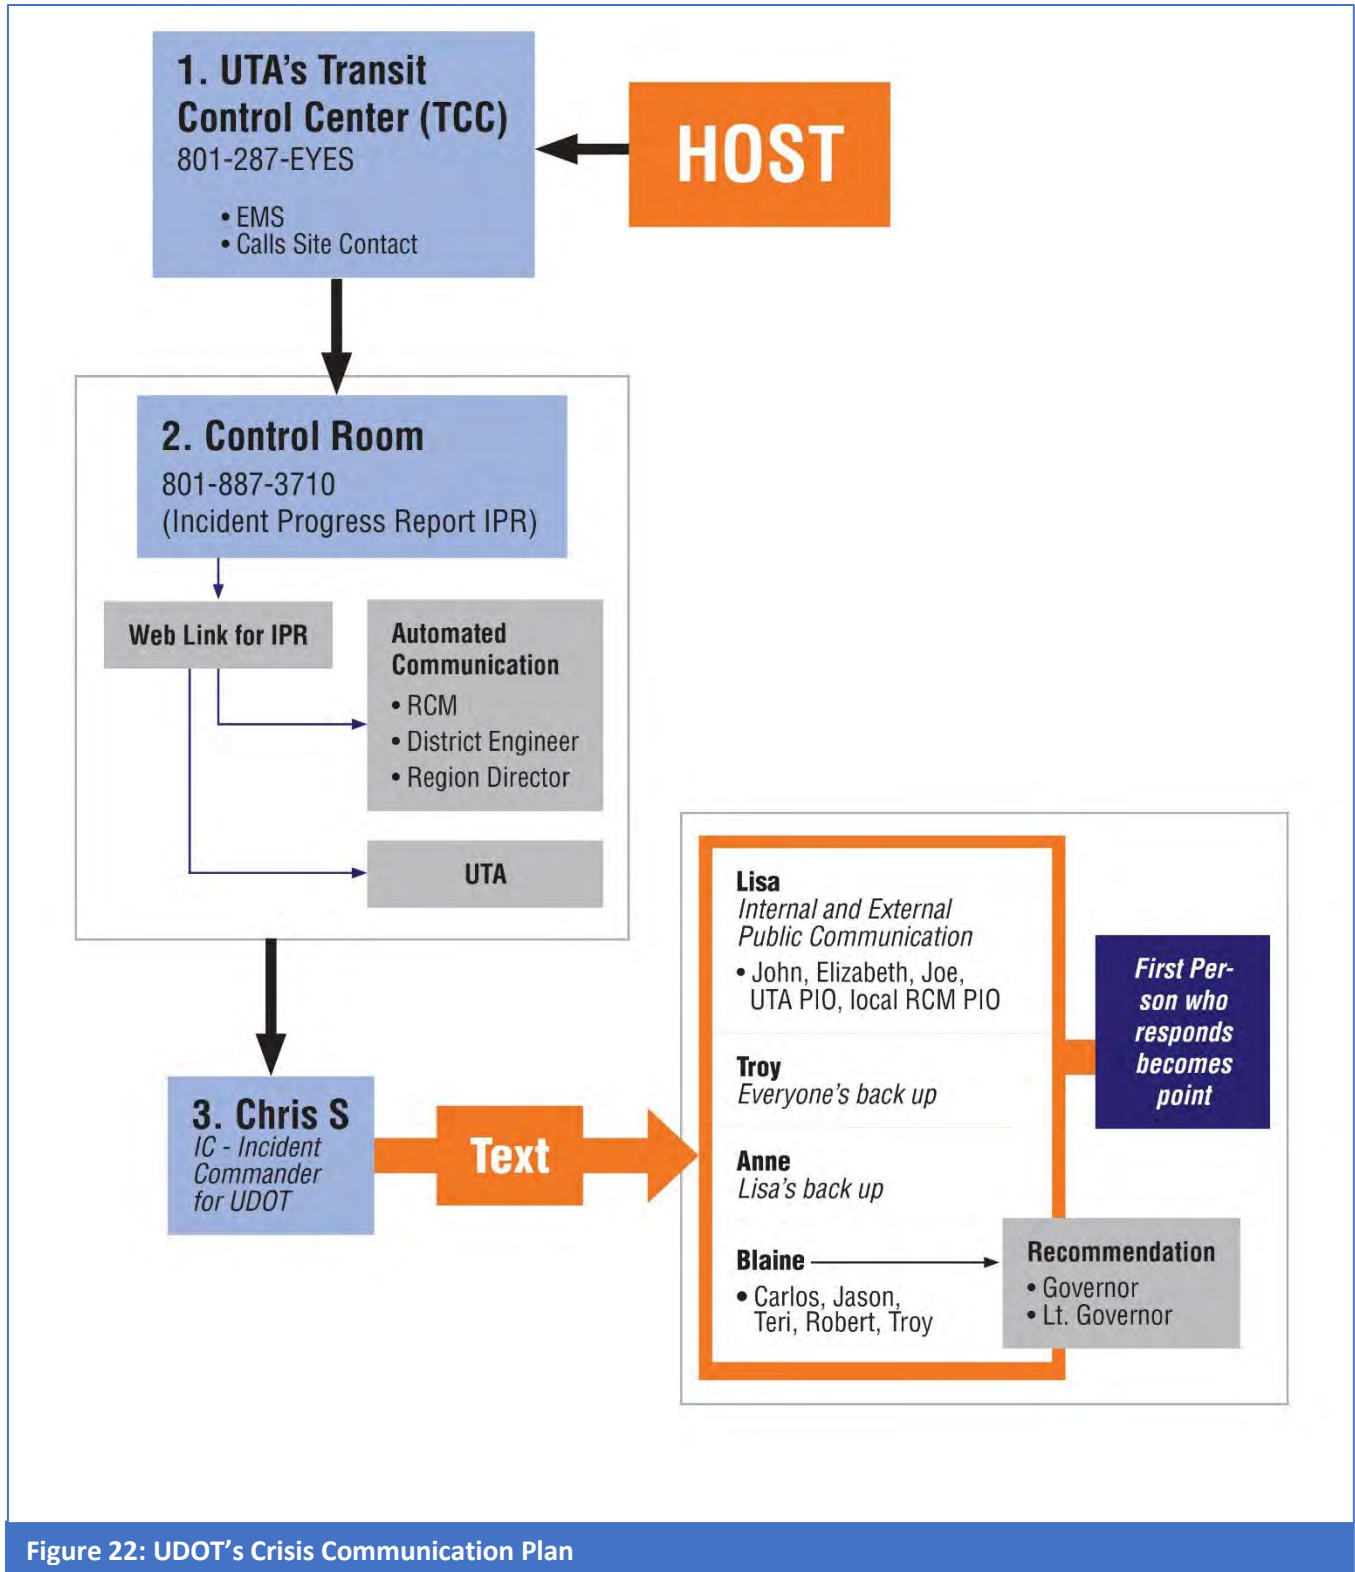 1. UTA's Transit
Control Center (TCC)
801-287-EYES
• EMS
• Calls Site Contact
HOST
2. Control Room
801-887-3710
(Incident Progress Report IPR)
Web Link for IPR
Automated
Communication
• RCM
• District Engineer
• Region Director
UTA
3. Chris S
IC - Incident
Commander
for UDOT
Text
Lisa
Internal and External
Public Communication
• John, Elizabeth, Joe,
UTA PIO, local RCM PIO
Troy
Everyone's back up
Anne
Lisa's back up
Blaine
• Carlos, Jason,
Teri, Robert, Troy
First Per-
son who
responds
becomes
point
Recommendation
• Governor
• Lt. Governor
Figure 22: UDOT's Crisis Communication Plan